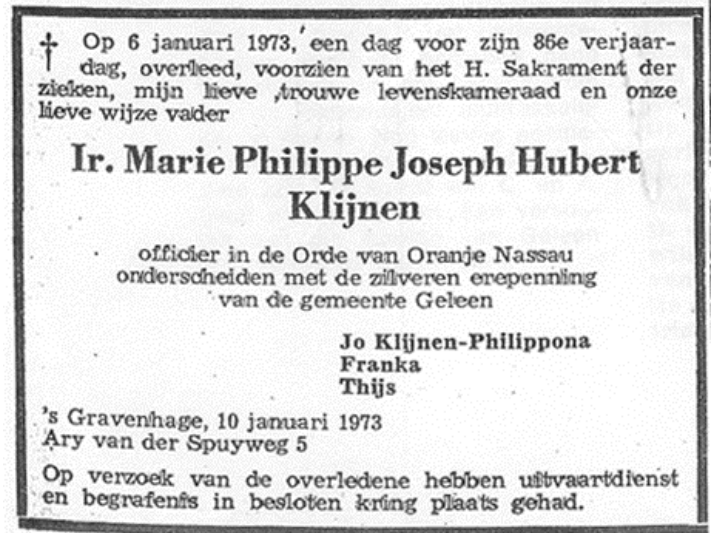 † Op 6 januari 1973, een dag voor zijn 86e verjaar-
dag, overleed, voorzien van het H. Sakrament der
zieken, mijn lieve trouwe levenskameraad en onze
lieve wijze vader
Ir. Marie Philippe Joseph Hubert
Klijnen
officier in de Orde van Oranje Nassau
onderscheiden met de zilveren erepenning
van de gemeente Geleen
Jo Klijnen-Philippona
Franka
Thijs
's Gravenhage, 10 januari 1973
Ary van der Spuyweg 5
Op verzoek van de overledene hebben uitvaartdienst
en begrafenis in besloten kring plaats gehad.